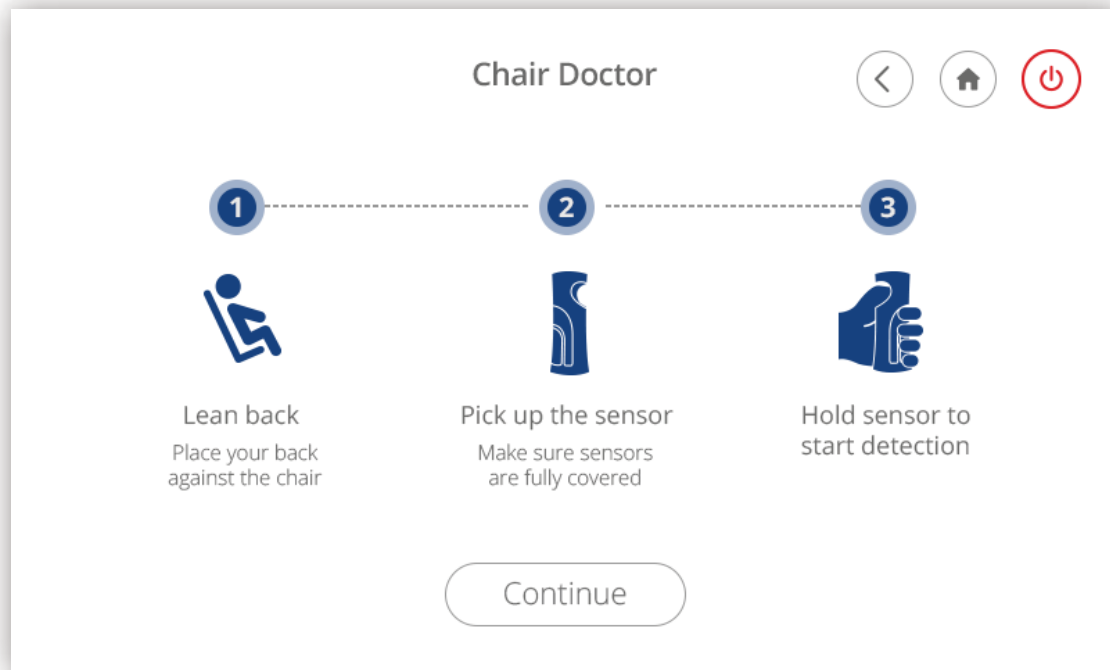 Chair Doctor
1
2
3
Lean back
Place your back
against the chair
Pick up the sensor
Make sure sensors
are fully covered
Hold sensor to
start detection
Continue